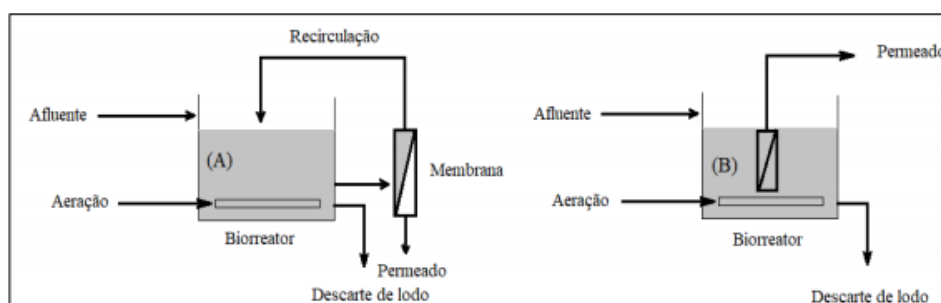 Recirculação
Afluente
(A)
Membrana
Aeração
Biorreator
Permeado
Descarte de lodo
Permeado
Afluente
(B)
Aeração
Biorreator
Descarte de lodo